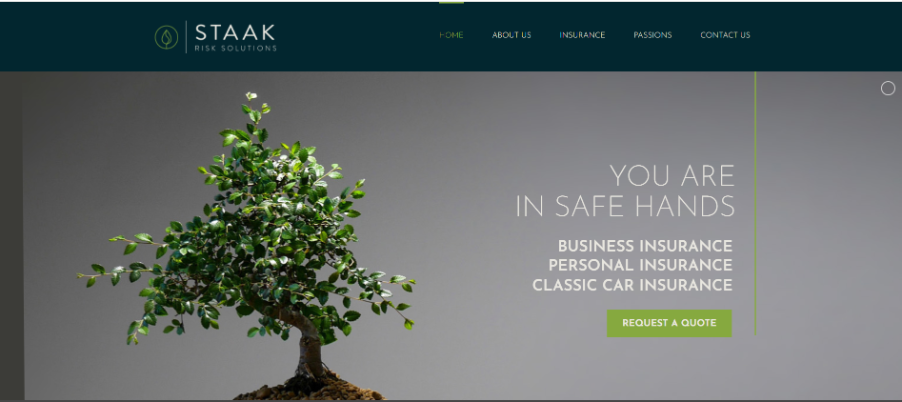 STAAK
RISK SOLUTIONS
HOME
ABOUT US
INSURANCE
PASSIONS
CONTACT US
YOU ARE
IN SAFE HANDS
BUSINESS INSURANCE
PERSONAL INSURANCE
CLASSIC CAR INSURANCE
REQUEST A QUOTE